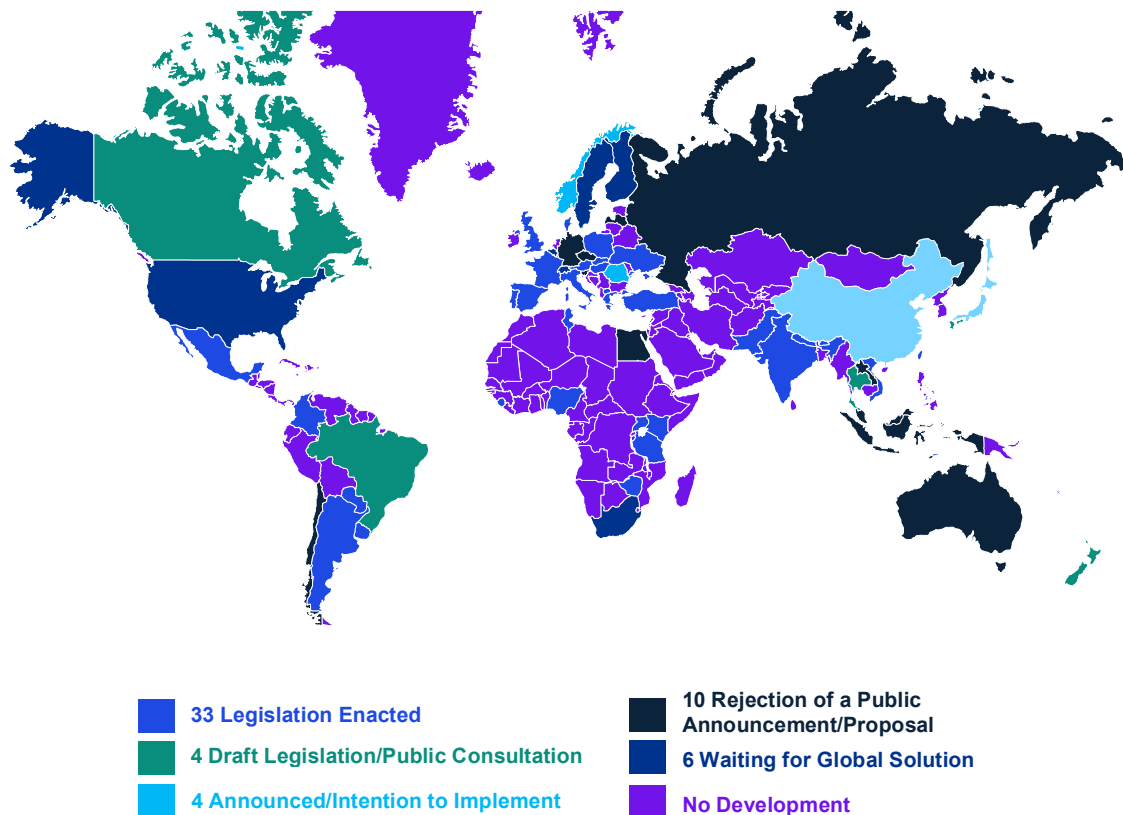 33 Legislation Enacted
4 Draft Legislation/Public Consultation
4 Announced/Intention to Implement
10 Rejection of a Public
Announcement/Proposal
6 Waiting for Global Solution
No Development